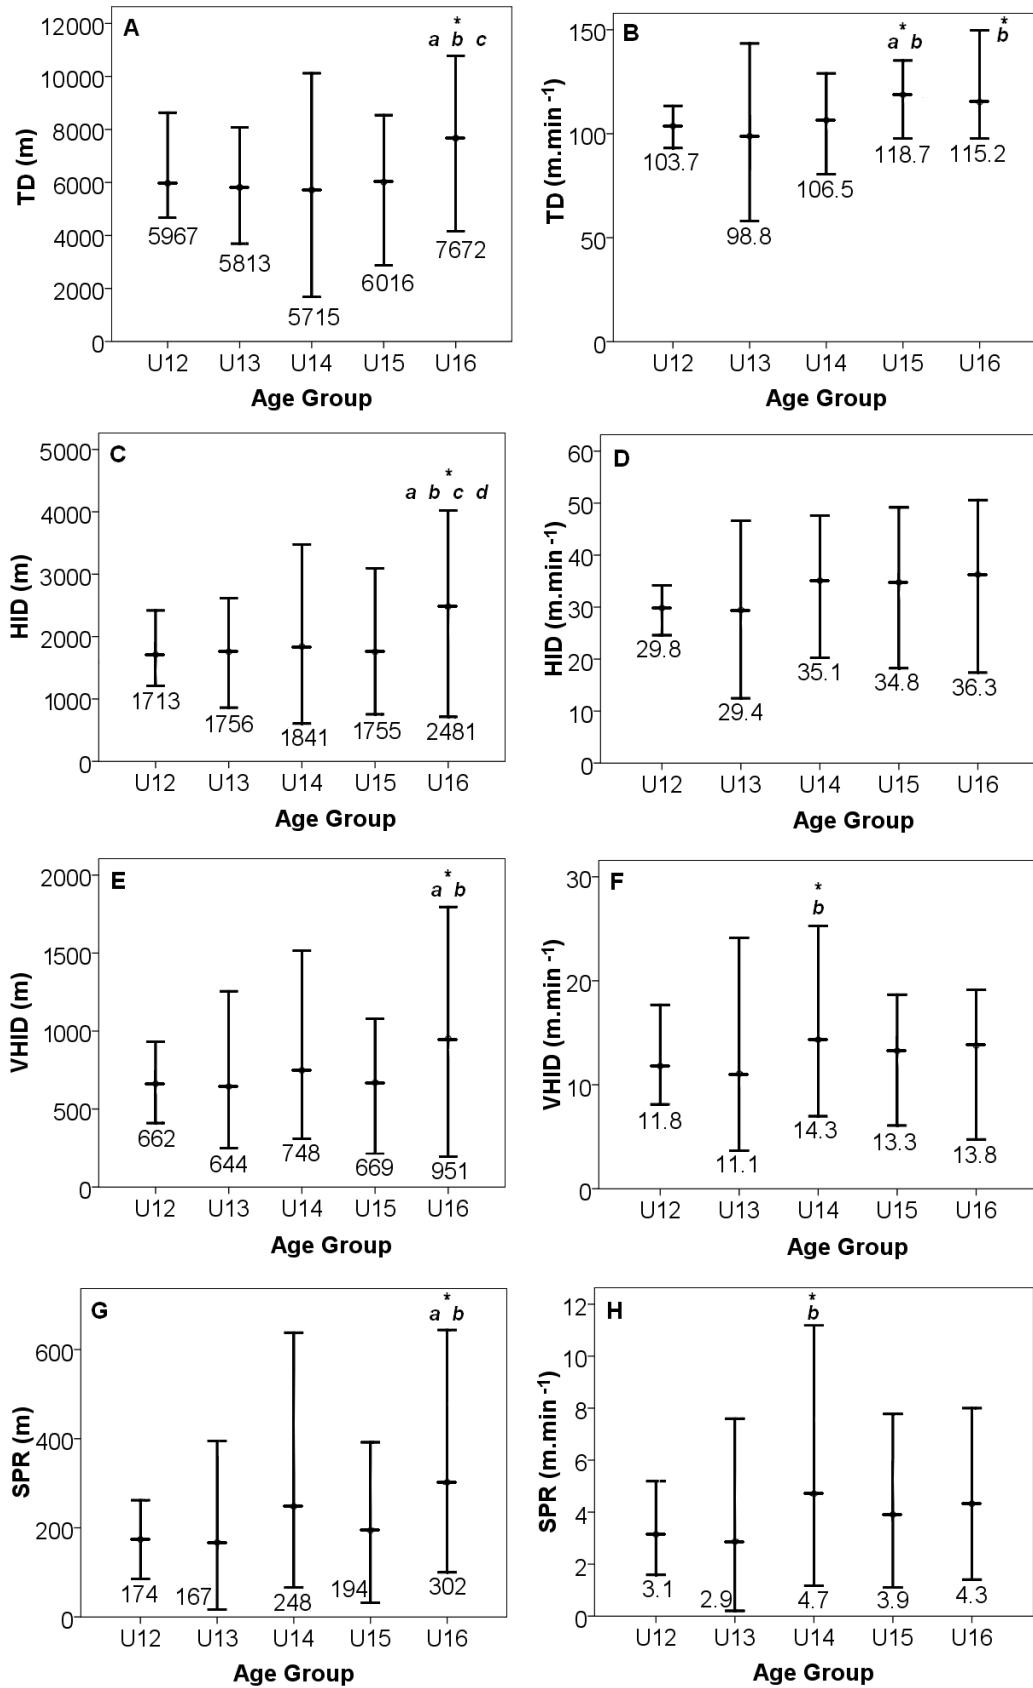 A
*
a b c
TD (m)
12000
10000
8000
6000
4000
2000
0
5967
5813
5715
6016
7672
U12 U13 U14 U15 U16
Age Group
B
*
a b
*
b
TD (m.min⁻¹)
150
100
50
0
103.7
98.8
106.5
118.7
115.2
U12 U13 U14 U15 U16
Age Group
C
*
a b c d
HID (m)
5000
4000
3000
2000
1000
0
1713
1756
1841
1755
2481
U12 U13 U14 U15 U16
Age Group
D
HID (m.min⁻¹)
60
50
40
30
20
10
0
29.8
29.4
35.1
34.8
36.3
U12 U13 U14 U15 U16
Age Group
E
*
a b
VHID (m)
2000
1500
1000
500
0
662
644
748
669
951
U12 U13 U14 U15 U16
Age Group
F
*
b
VHID (m.min⁻¹)
30
20
10
0
11.8
11.1
14.3
13.3
13.8
U12 U13 U14 U15 U16
Age Group
G
*
a b
SPR (m)
600
400
200
0
174
167
248
194
302
U12 U13 U14 U15 U16
Age Group
H
*
b
SPR (m.min⁻¹)
12
10
8
6
4
2
0
3.1
2.9
4.7
3.9
4.3
U12 U13 U14 U15 U16
Age Group